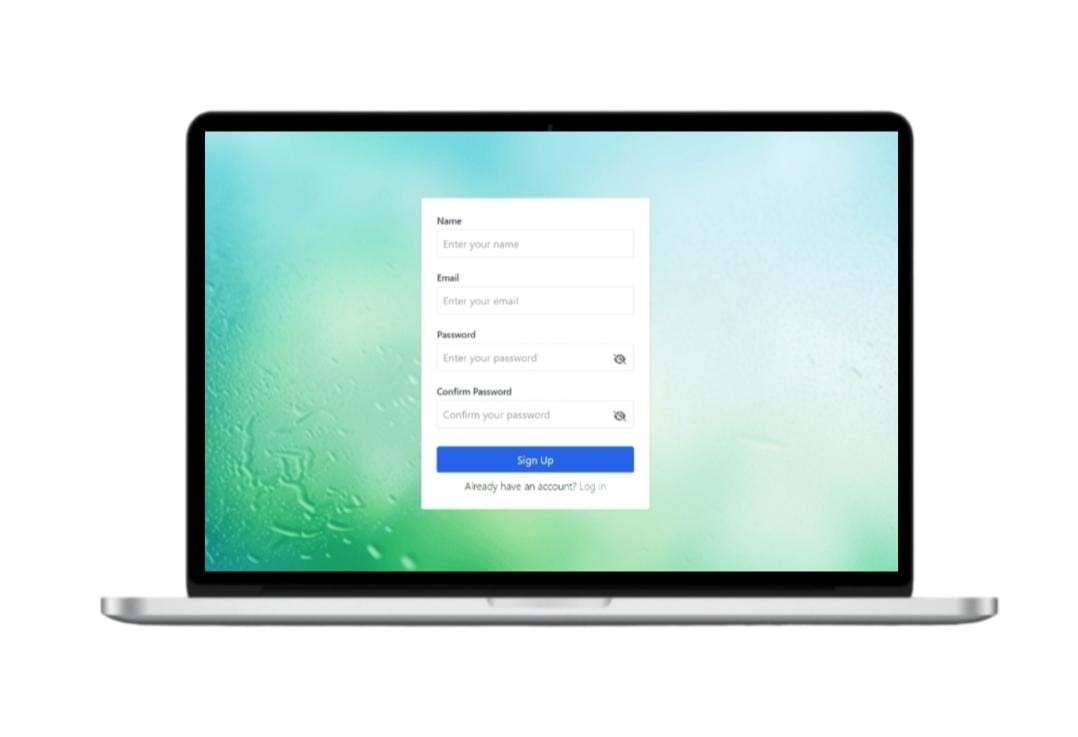 Name
Enter your name
Email
Enter your email
Password
Enter your password
Confirm Password
Confirm your password
Sign Up
Already have an account? Log in